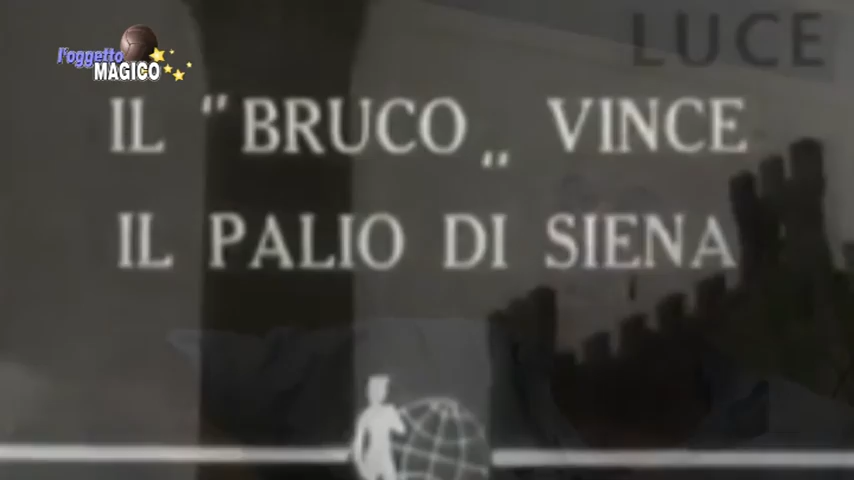 l'oggetto
MAGICO
LUCE
IL "BRUCO„ VINCE
IL PALIO DI SIENA